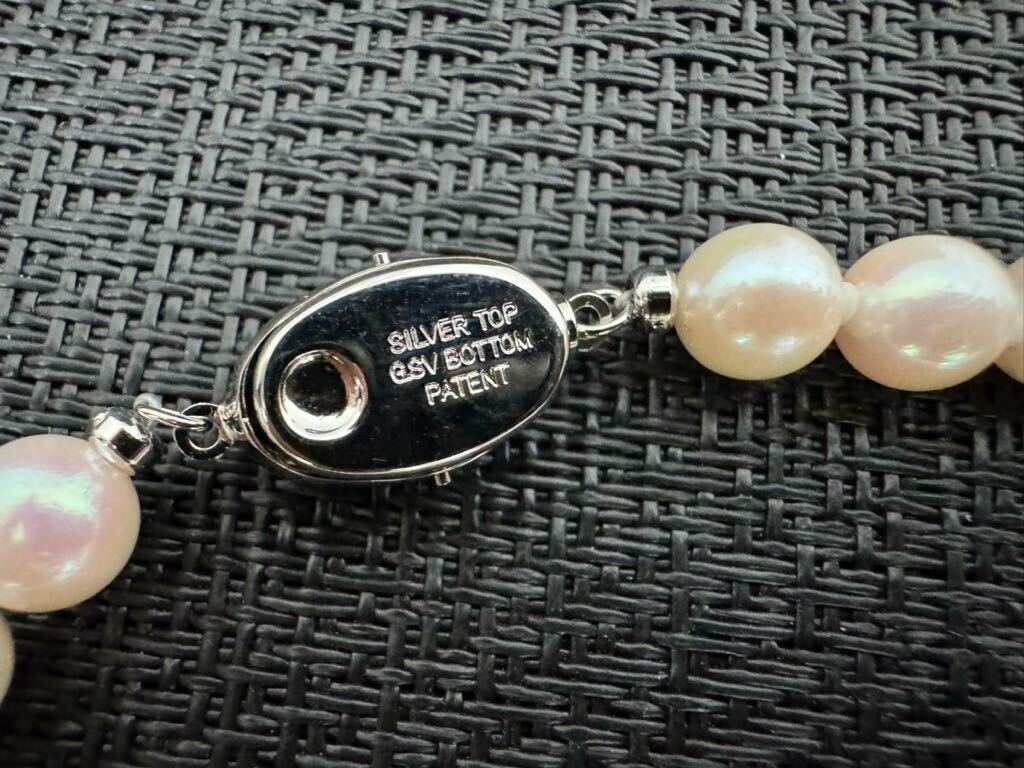 SILVER TOP
GSV BOTTOM
PATENT